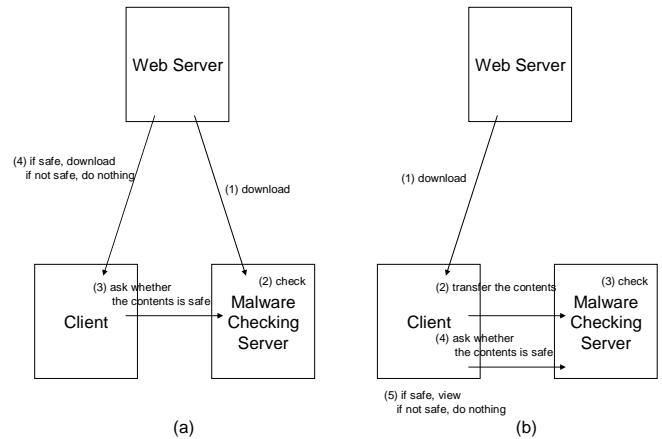 Web Server
(4) if safe, download
if not safe, do nothing
(1) download
(3) ask whether
the contents is safe
(2) check
Client
Malware
Checking
Server
(a)
Web Server
(1) download
(2) transfer the contents
(3) check
Client
Malware
Checking
Server
(4) ask whether
the contents is safe
(5) if safe, view
if not safe, do nothing
(b)